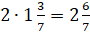 2 · 1 3/7 = 2 6/7